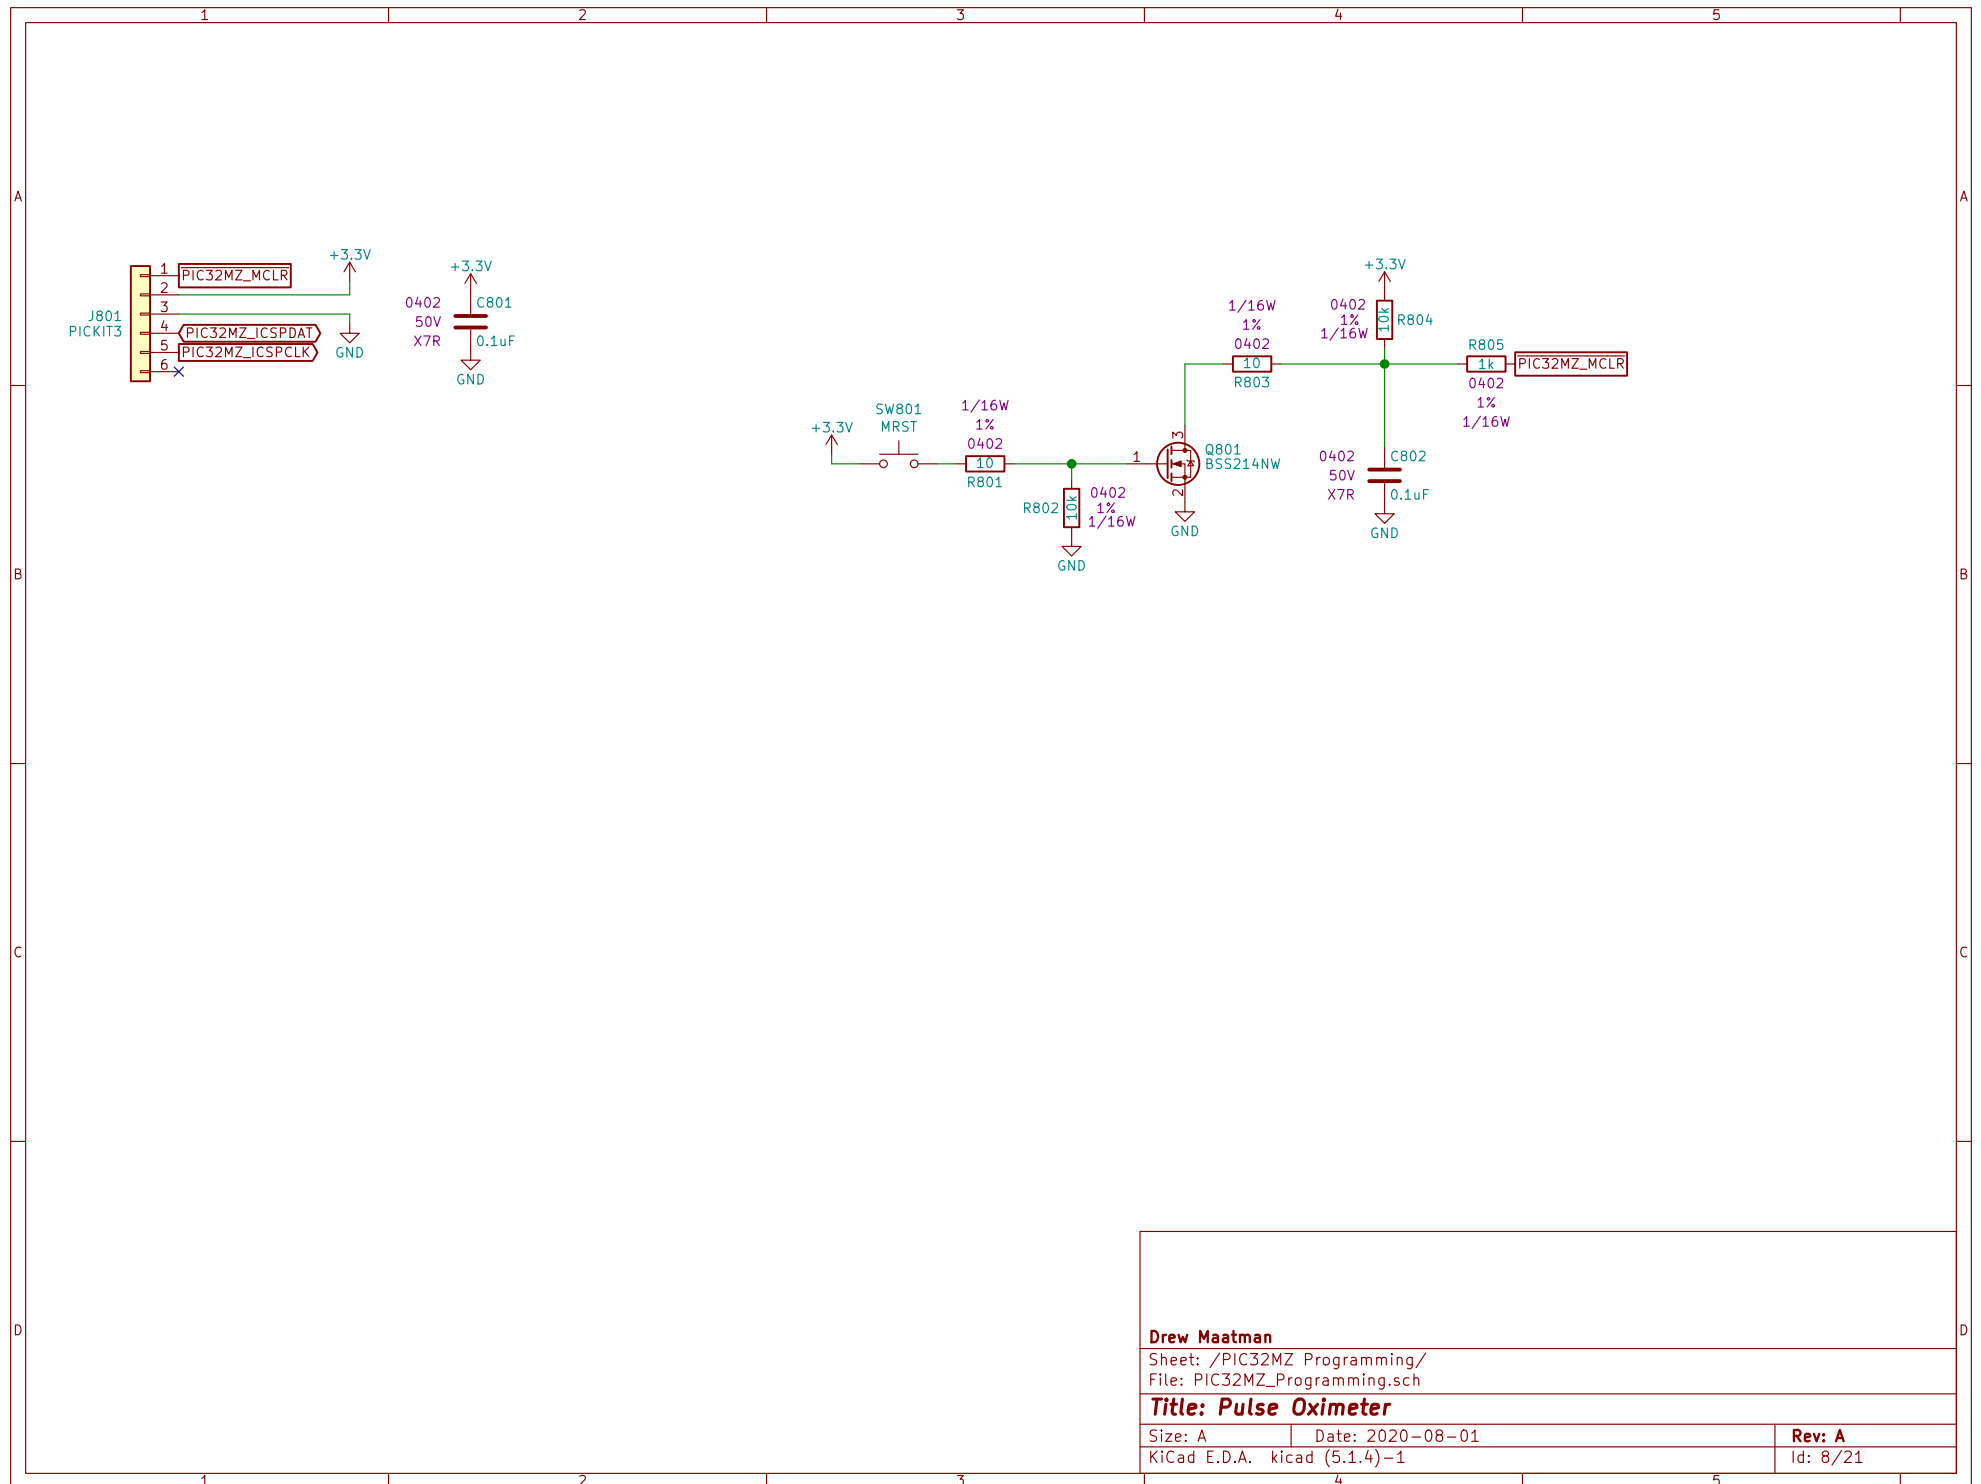 1 2 3 4 5
A A
+3.3V
1 PIC32MZ_MCLR
2
3
4 PIC32MZ_ICSPDAT
5 PIC32MZ_ICSPCLK
6
J801
PICKIT3
GND
+3.3V
0402 C801
50V
X7R 0.1uF
GND
+3.3V
SW801
MRST
1/16W
1%
0402
10
R801
R802
10k
0402
1%
1/16W
GND
1
3
2
Q801
BSS214NW
GND
1/16W
1%
0402
10
R803
+3.3V
0402
1%
1/16W
10k
R804
R805
1k
PIC32MZ_MCLR
0402
1%
1/16W
0402 C802
50V
X7R 0.1uF
GND
B B
C C
D D
Drew Maatman
Sheet: /PIC32MZ Programming/
File: PIC32MZ_Programming.sch
Title: Pulse Oximeter
Size: A Date: 2020-08-01 Rev: A
KiCad E.D.A. kicad (5.1.4)-1 Id: 8/21
1 2 3 4 5